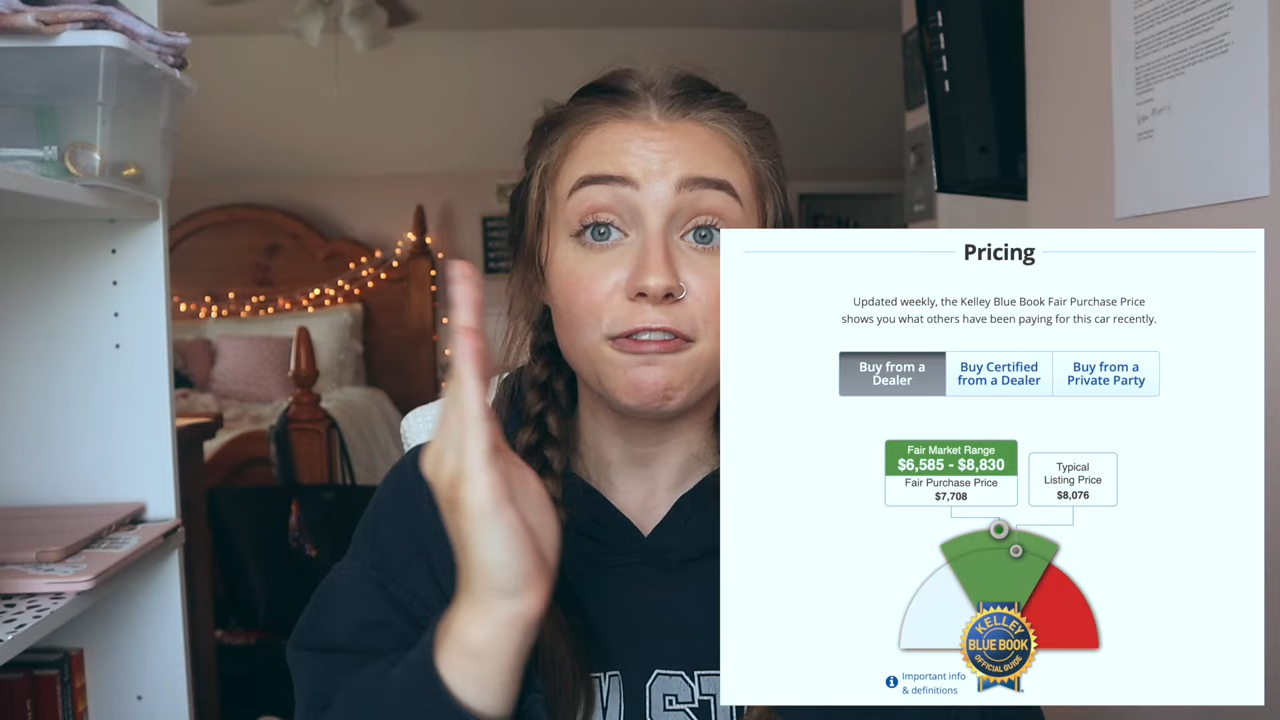 Pricing
Updated weekly, the Kelley Blue Book Fair Purchase Price
shows you what others have been paying for this car recently.
Buy from a
Dealer
Buy Certified
from a Dealer
Buy from a
Private Party
Fair Market Range
$6,585 - $8,830
Fair Purchase Price
$7,708
Typical
Listing Price
$8,076
KELLEY
BLUE BOOK
OFFICIAL GUIDE
Important info
& definitions